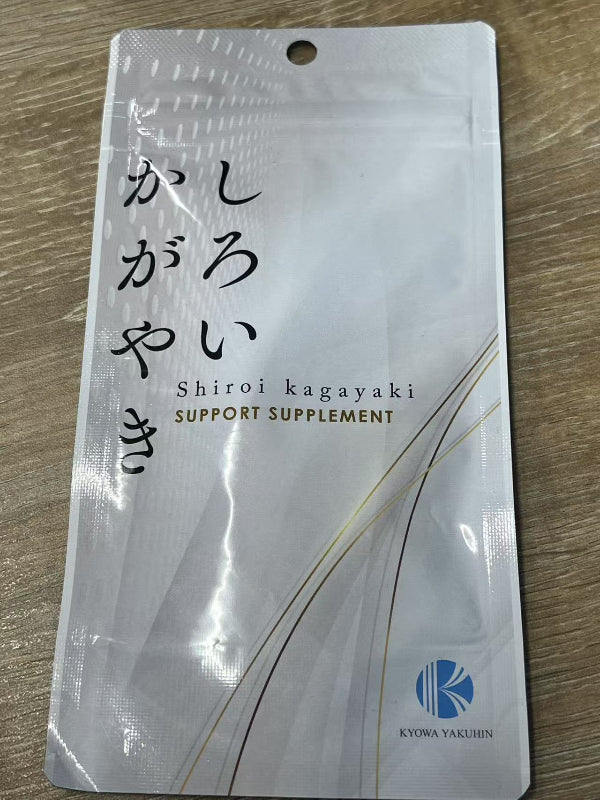 しろい
かがやき
Shiroi kagayaki
SUPPORT SUPPLEMENT
KYOWA YAKUHIN